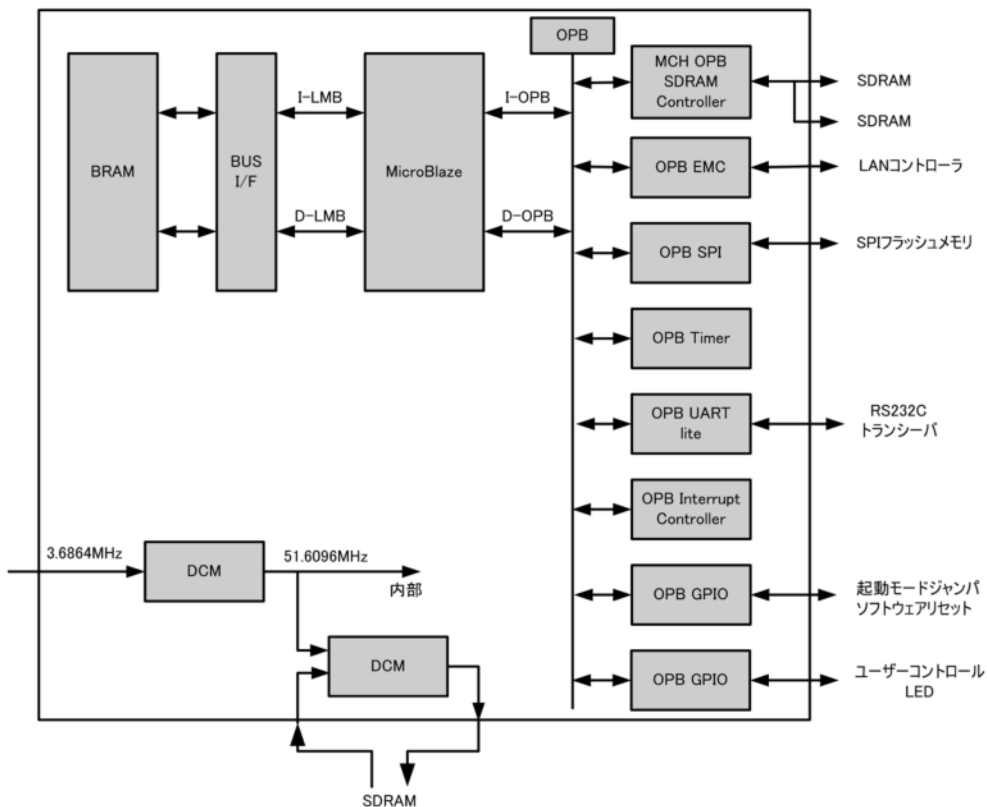 OPB
MCH OPB
SDRAM
Controller
SDRAM
SDRAM
I-LMB
I-OPB
BRAM
BUS
I/F
MicroBlaze
OPB EMC
LANコントローラ
D-LMB
D-OPB
OPB SPI
SPIフラッシュメモリ
OPB Timer
OPB UART
lite
RS232C
トランシーバ
OPB Interrupt
Controller
3.6864MHz
DCM
51.6096MHz
内部
OPB GPIO
起動モードジャンパ
ソフトウェアリセット
DCM
OPB GPIO
ユーザーコントロール
LED
SDRAM